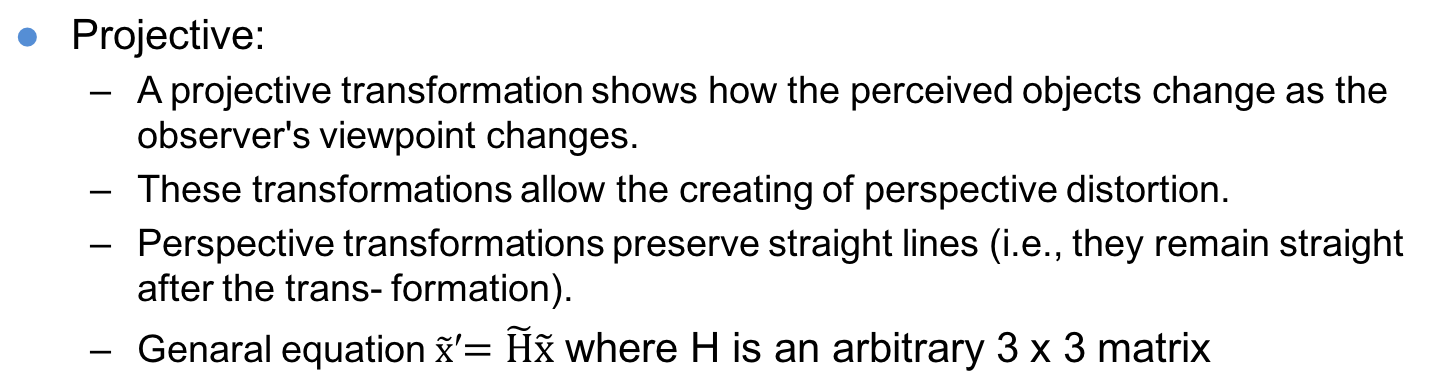 ● Projective:
– A projective transformation shows how the perceived objects change as the
observer's viewpoint changes.
– These transformations allow the creating of perspective distortion.
– Perspective transformations preserve straight lines (i.e., they remain straight
after the trans- formation).
– Genaral equation x̃′= H̃x̃ where H is an arbitrary 3 x 3 matrix